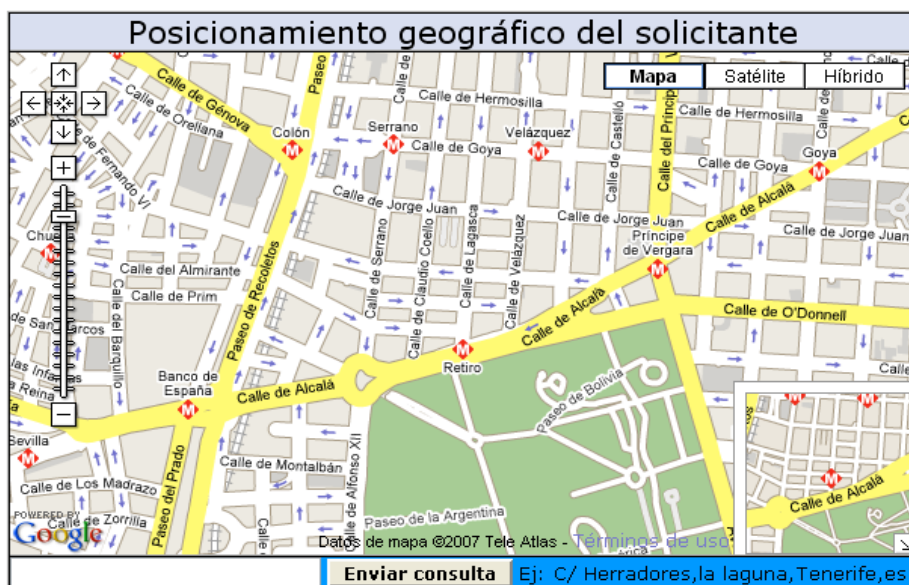 Posicionamiento geográfico del solicitante
Mapa
Satélite
Híbrido
Calle de Génova
Calle de Orellana
Calle de Fernando VI
Colón
Serrano
Velázquez
Goya
Calle de Hermosilla
Calle de Hermosilla
Calle de Goya
Calle de Goya
Calle de Castelló
Calle del Príncipe
Calle de Alcalá
Calle de Jorge Juan
Calle de Jorge Juan
Calle de Jorge Juan
Príncipe
de Vergara
Chueca
Calle del Almirante
Calle de Prim
Calle del Barquillo
Paseo de Recoletos
Calle de Serrano
Calle de Claudio Coello
Calle de Lagasca
Calle de Velázquez
Calle de Alcalá
Calle de O'Donnell
Banco de
España
Calle de Alcalá
Retiro
Paseo de Bolivia
Sevilla
Calle de Montalbán
Calle de Alfonso XII
Calle de Los Madrazo
Paseo del Prado
Calle de Zorrilla
Paseo de la Argentina
Calle de Alcalá
POWERED BY
Google
Datos de mapa ©2007 Tele Atlas - Términos de uso
Enviar consulta
Ej: C/ Herradores,la laguna,Tenerife,es